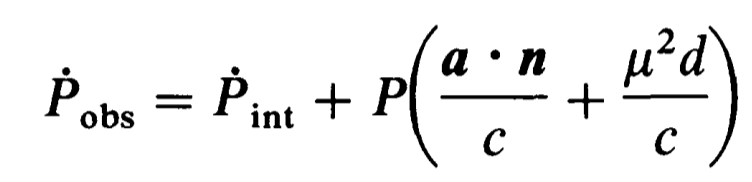 Ṗ_obs = Ṗ_int + P(a · n / c + μ²d / c)